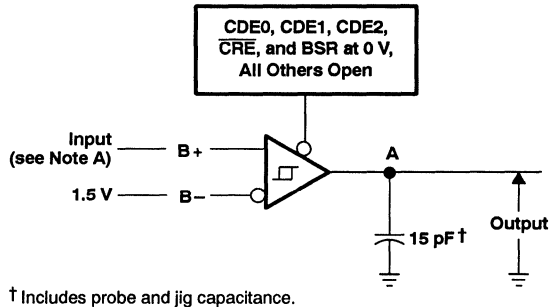 CDE0, CDE1, CDE2,
C̅R̅E̅, and BSR at 0 V,
All Others Open
Input
(see Note A)
B+
A
1.5 V
B−
15 pF†
Output
† Includes probe and jig capacitance.